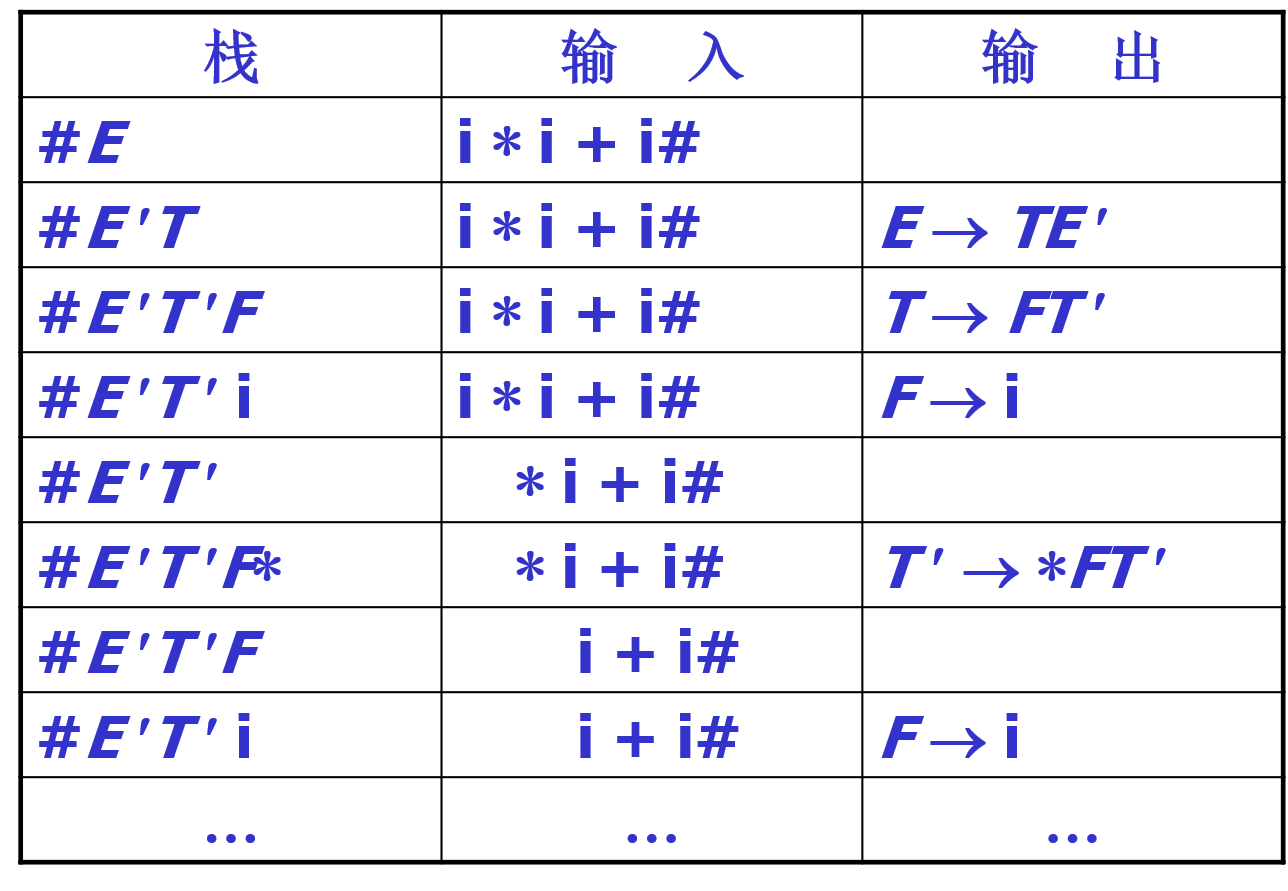 栈 输 入 输 出
#E i * i + i#
#E′T i * i + i# E → TE′
#E′T′F i * i + i# T → FT′
#E′T′ i i * i + i# F → i
#E′T′ * i + i#
#E′T′F* * i + i# T′ → *FT′
#E′T′F i + i#
#E′T′ i i + i# F → i
… … …